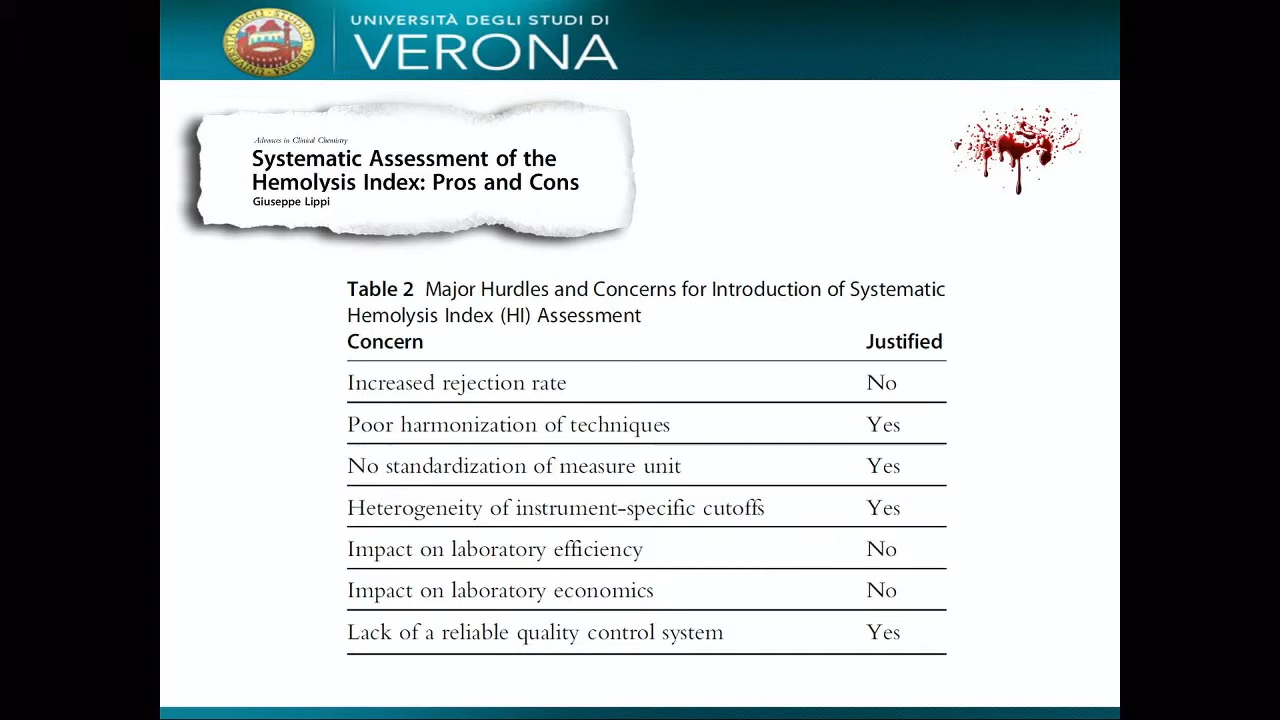 UNIVERSITÀ DEGLI STUDI DI
VERONA
Advances in Clinical Chemistry
Systematic Assessment of the
Hemolysis Index: Pros and Cons
Giuseppe Lippi
Table 2 Major Hurdles and Concerns for Introduction of Systematic
Hemolysis Index (HI) Assessment
Concern Justified
Increased rejection rate No
Poor harmonization of techniques Yes
No standardization of measure unit Yes
Heterogeneity of instrument-specific cutoffs Yes
Impact on laboratory efficiency No
Impact on laboratory economics No
Lack of a reliable quality control system Yes